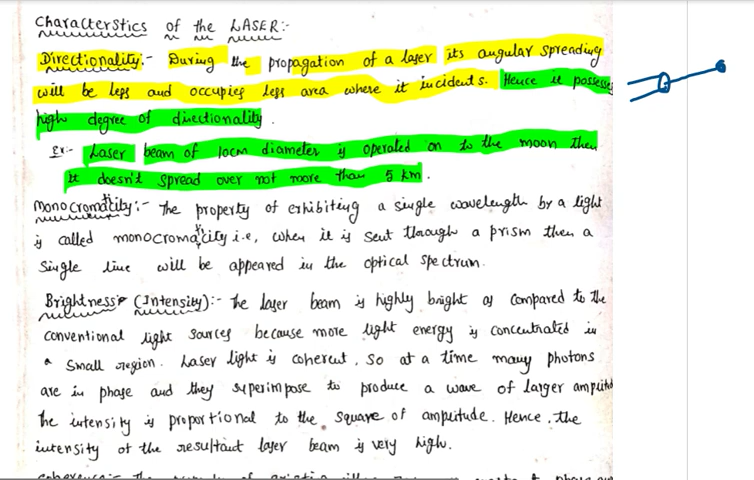 Characterstics of the LASER:-
Directionality:- During the propagation of a laser its angular spreading
will be less and occupies less area where it incidents. Hence it possess
high degree of directionality.
Ex:- Laser beam of 10cm diameter is operated on to the moon then
it doesn't spread over not more than 5 km.
Monocromaticity:- The property of exhibiting a single wavelength by a light
is called monocromaticity i.e, when it is sent through a prism then a
single line will be appeared in the optical spectrum.
Brightness (Intensity):- The laser beam is highly bright as compared to the
conventional light sources because more light energy is concentrated in
a small region. Laser light is coherent, so at a time many photons
are in phase and they superimpose to produce a wave of larger amplitud
The intensity is proportional to the square of amplitude. Hence, the
intensity of the resultant laser beam is very high.